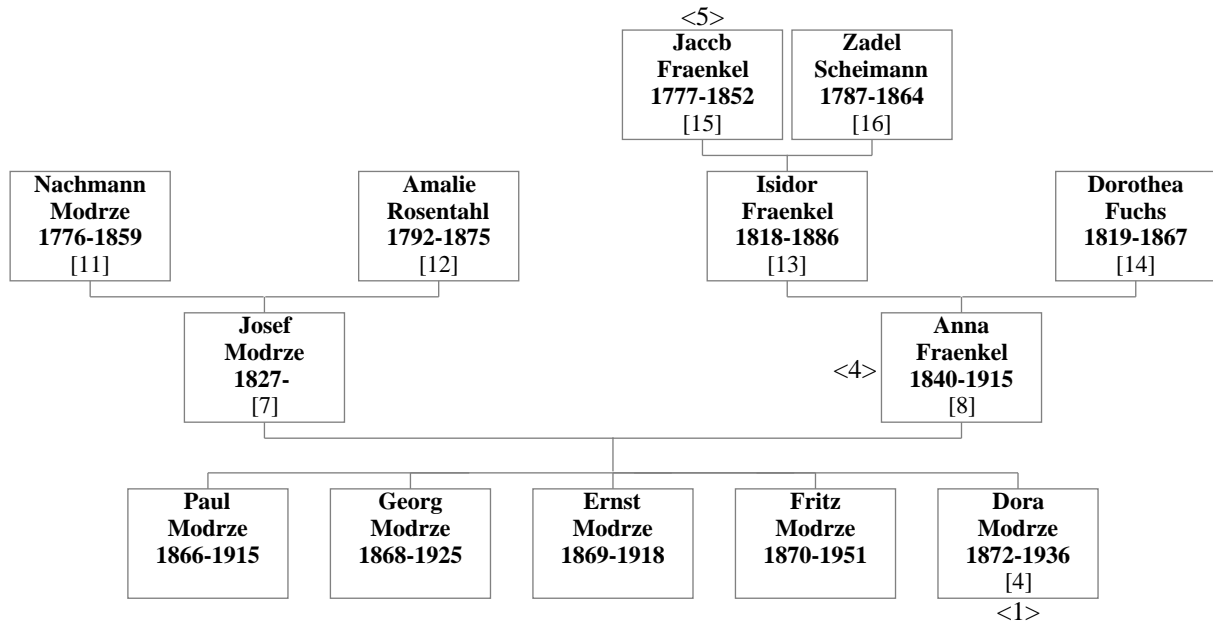 <5>
Jaccb
Fraenkel
1777-1852
[15]
Zadel
Scheimann
1787-1864
[16]
Nachmann
Modrze
1776-1859
[11]
Amalie
Rosentahl
1792-1875
[12]
Isidor
Fraenkel
1818-1886
[13]
Dorothea
Fuchs
1819-1867
[14]
Josef
Modrze
1827-
[7]
<4>
Anna
Fraenkel
1840-1915
[8]
Paul
Modrze
1866-1915
Georg
Modrze
1868-1925
Ernst
Modrze
1869-1918
Fritz
Modrze
1870-1951
Dora
Modrze
1872-1936
[4]
<1>